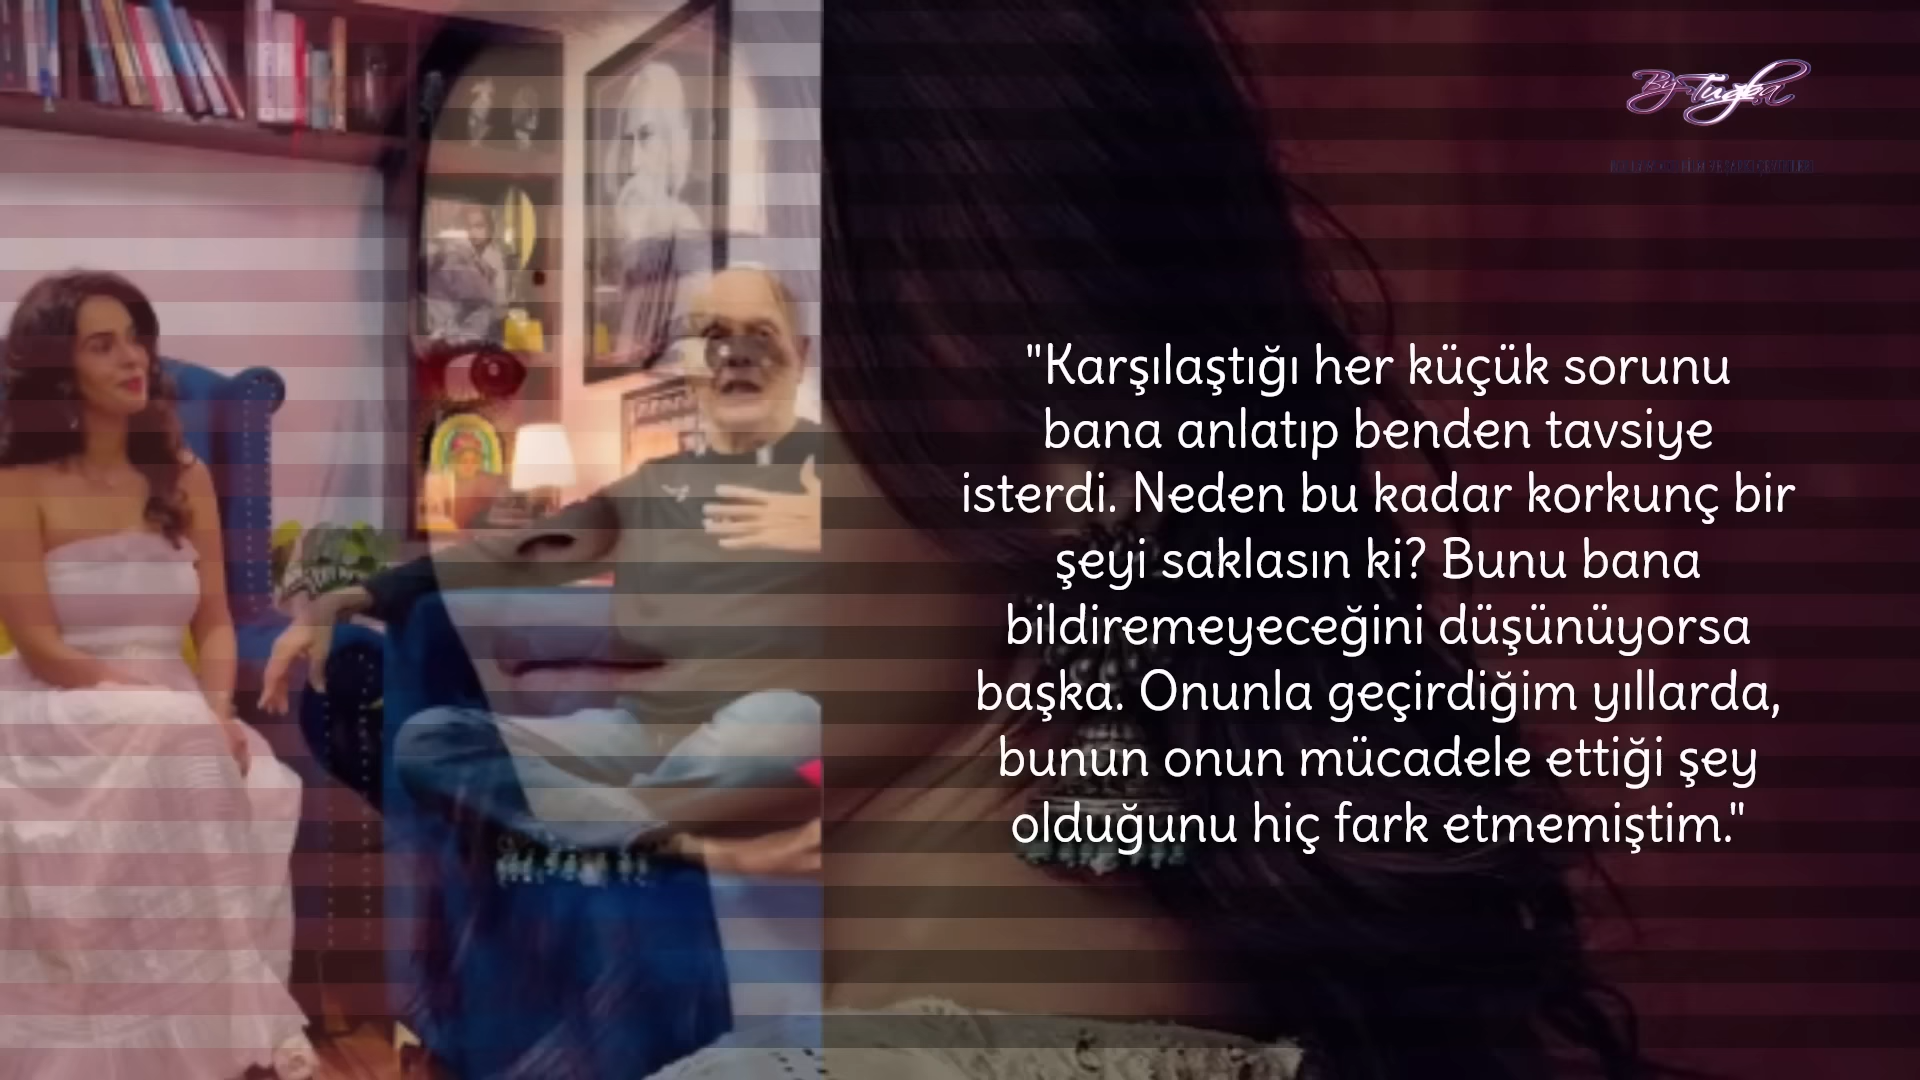 By Tuğba
"Karşılaştığı her küçük sorunu
bana anlatıp benden tavsiye
isterdi. Neden bu kadar korkunç bir
şeyi saklasın ki? Bunu bana
bildiremeyeceğini düşünüyorsa
başka. Onunla geçirdiğim yıllarda,
bunun onun mücadele ettiği şey
olduğunu hiç fark etmemiştim."